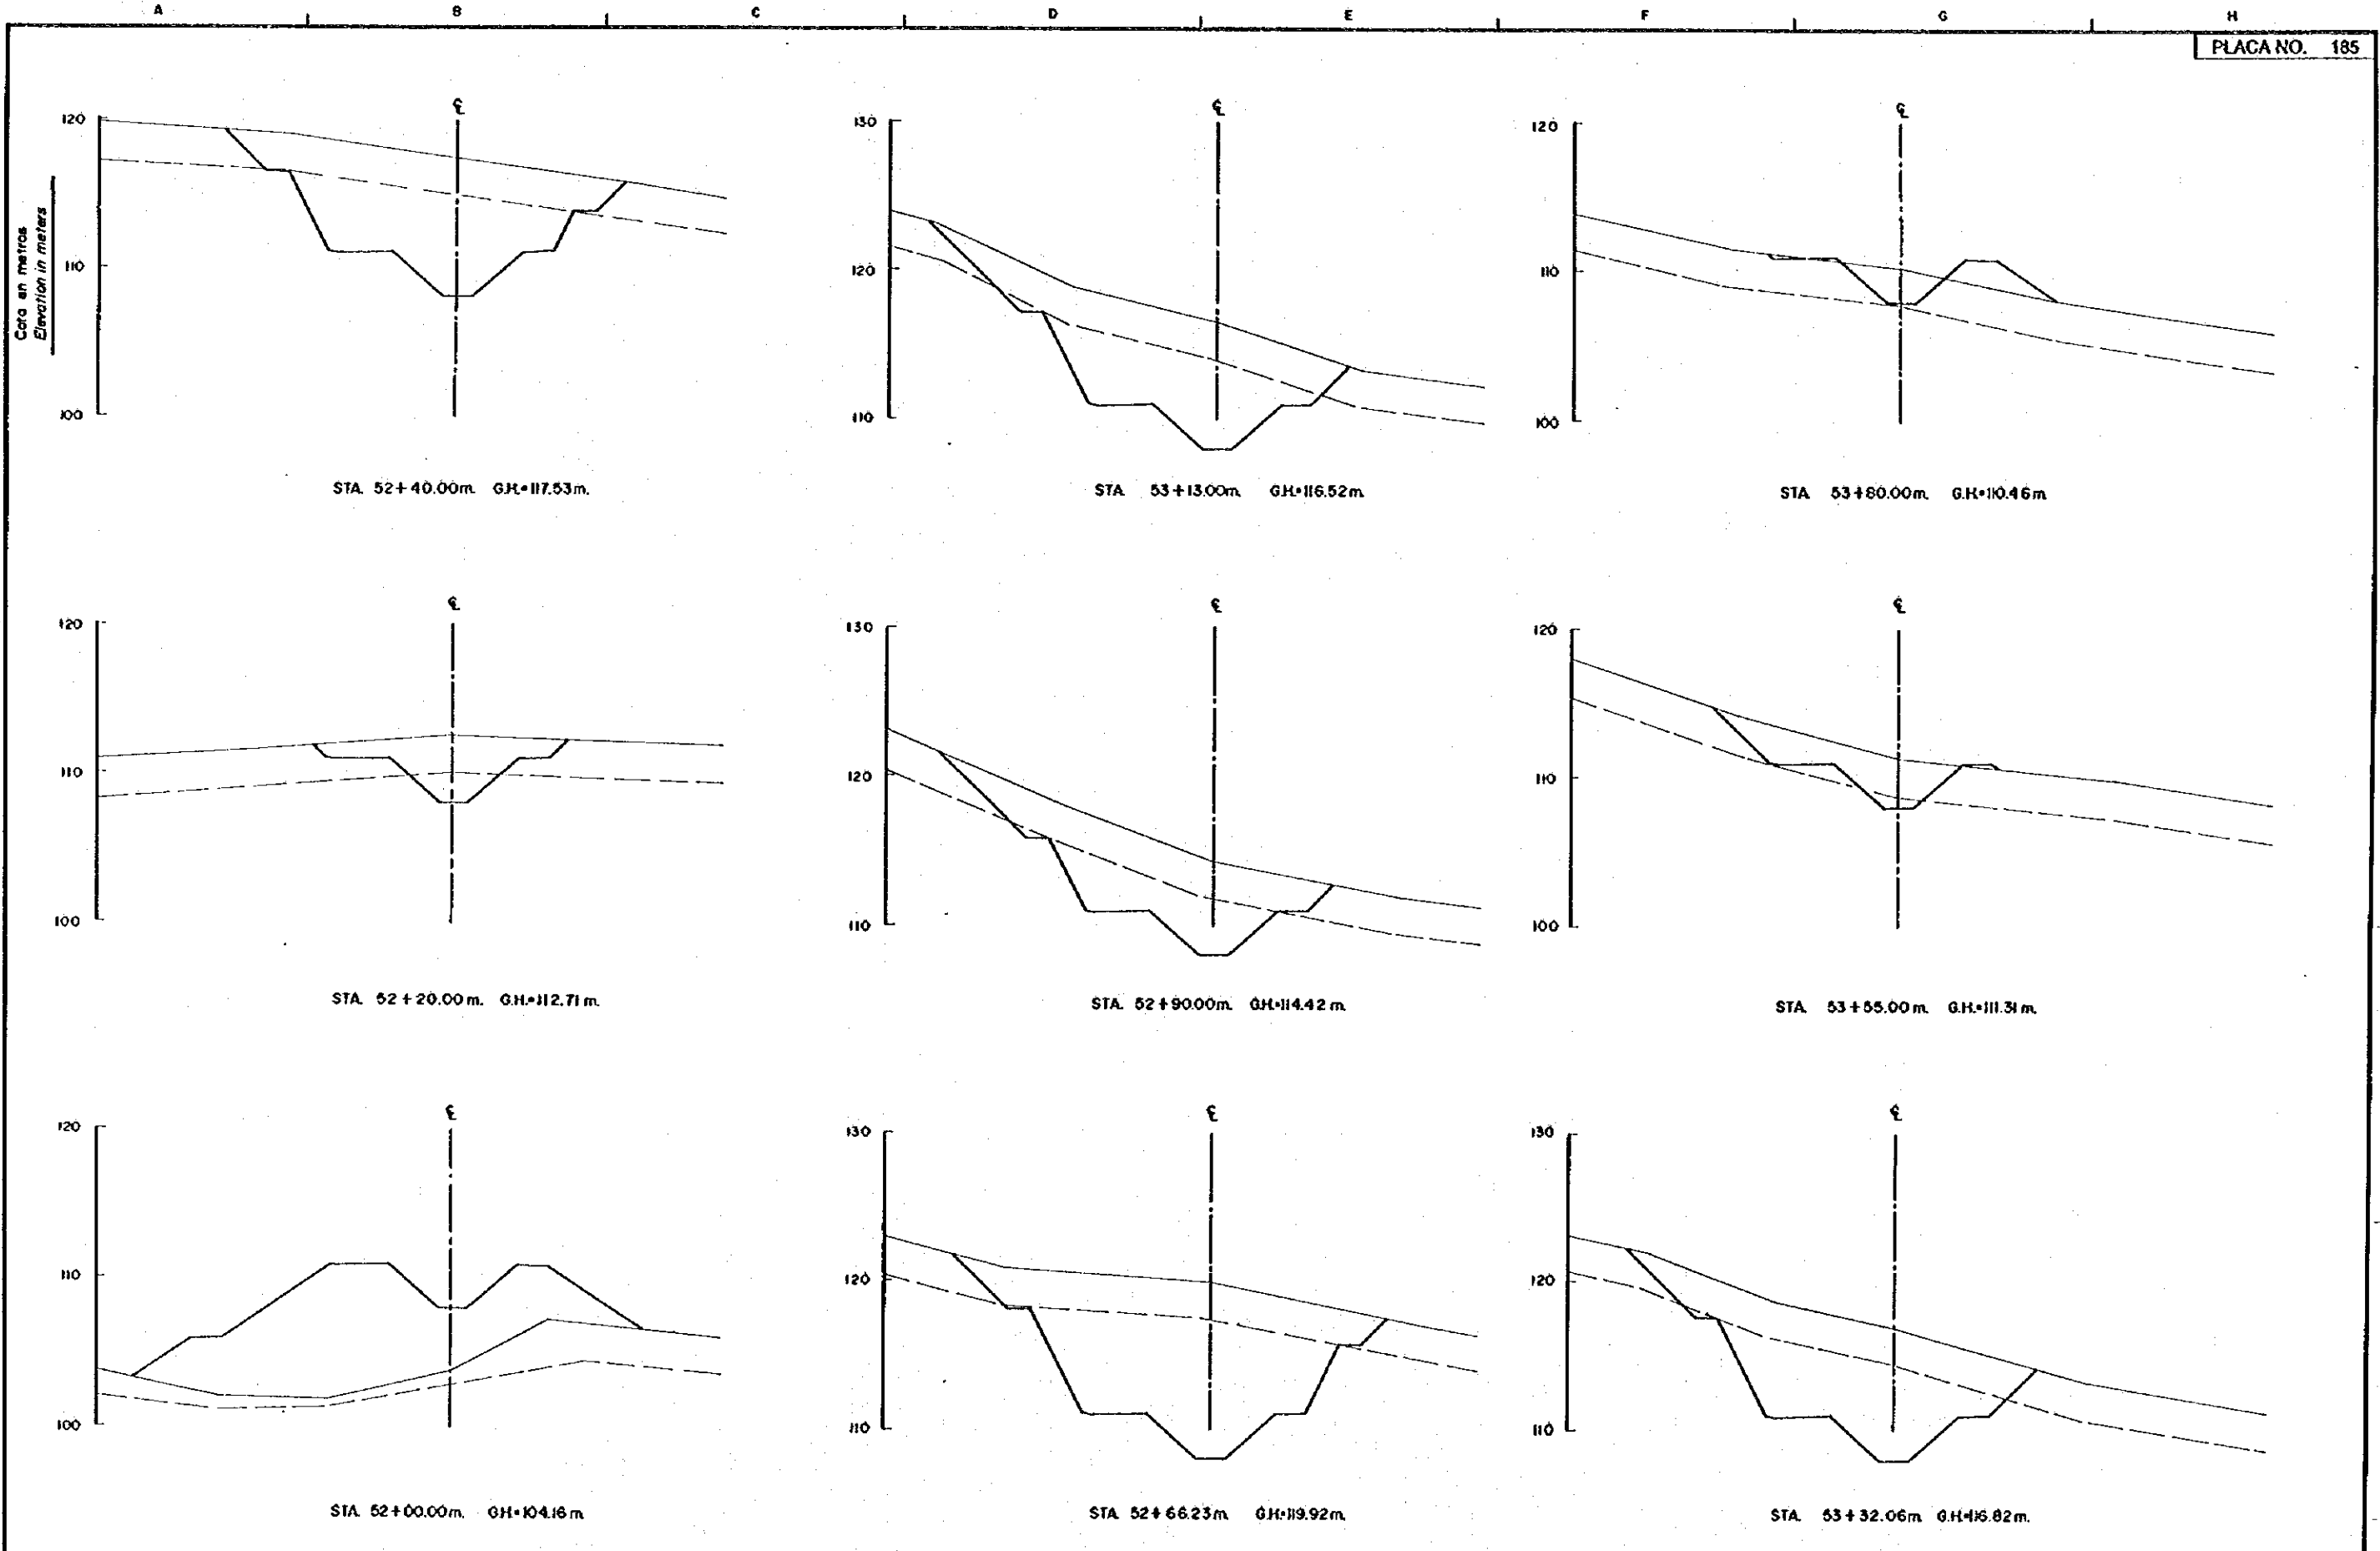 A B C D E F G H
PLACA NO. 185
Cota en metros
Elevation in meters
℄
120
110
100
STA. 52+40.00m. G.H.=117.53m.
℄
130
120
110
STA. 53+13.00m. G.H.=116.52m.
℄
120
110
100
STA. 53+80.00m. G.H.=110.46m.
℄
120
110
100
STA. 52+20.00m. G.H.=112.71m.
℄
130
120
110
STA. 52+90.00m. G.H.=114.42m.
℄
120
110
100
STA. 53+55.00m. G.H.=111.31m.
℄
120
110
100
STA. 52+00.00m. G.H.=104.16m.
℄
130
120
110
STA. 52+66.23m. G.H.=119.92m.
℄
130
120
110
STA. 53+32.06m. G.H.=116.82m.